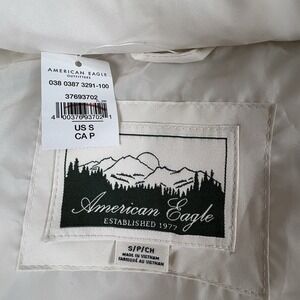 AMERICAN EAGLE
OUTFITTERS
038 0387 3291-100
37693702
4 00376 93702 1
US S
CA P
American Eagle
ESTABLISHED 1977
S/P/CH
MADE IN VIETNAM
FABRIQUÉ AU VIETNAM